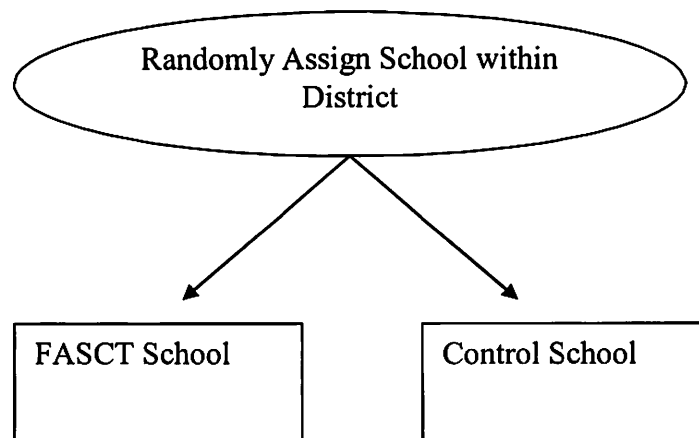 Randomly Assign School within
District
FASCT School
Control School